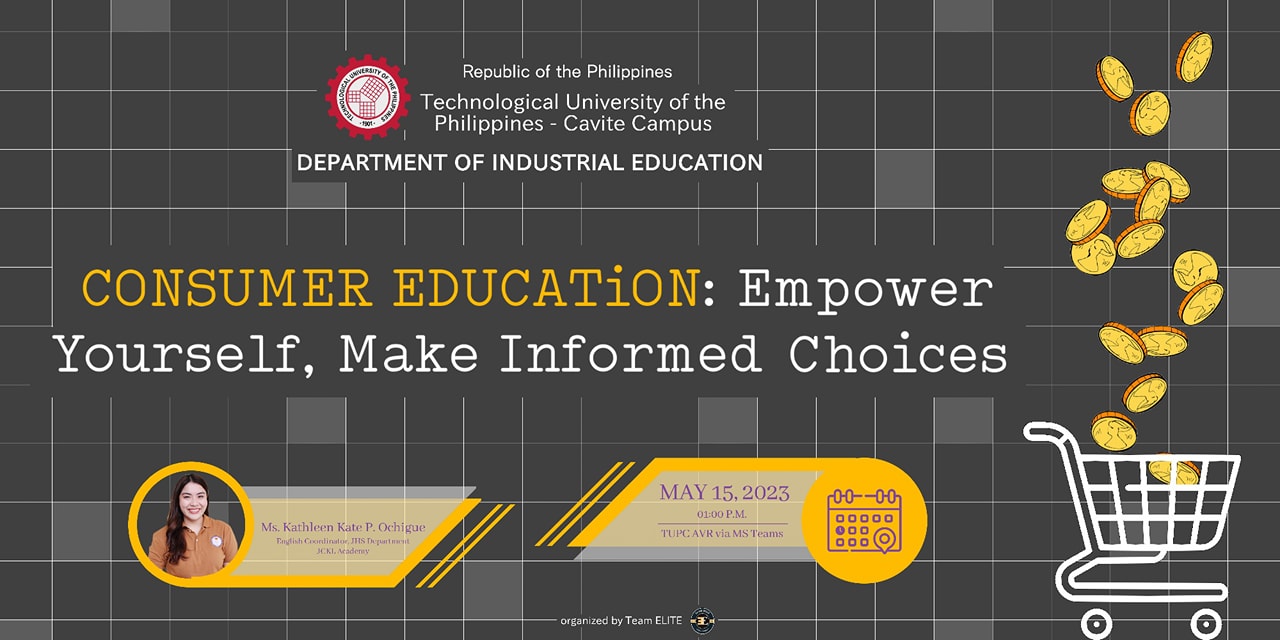 TECHNOLOGICAL UNIVERSITY OF THE PHILIPPINES
1901
Republic of the Philippines
Technological University of the
Philippines - Cavite Campus
DEPARTMENT OF INDUSTRIAL EDUCATION
CONSUMER EDUCATiON: Empower
Yourself, Make Informed Choices
Ms. Kathleen Kate P. Ochigue
English Coordinator, JHS Department
JCKL Academy
MAY 15, 2023
01:00 P.M.
TUPC AVR via MS Teams
organized by Team ELITE